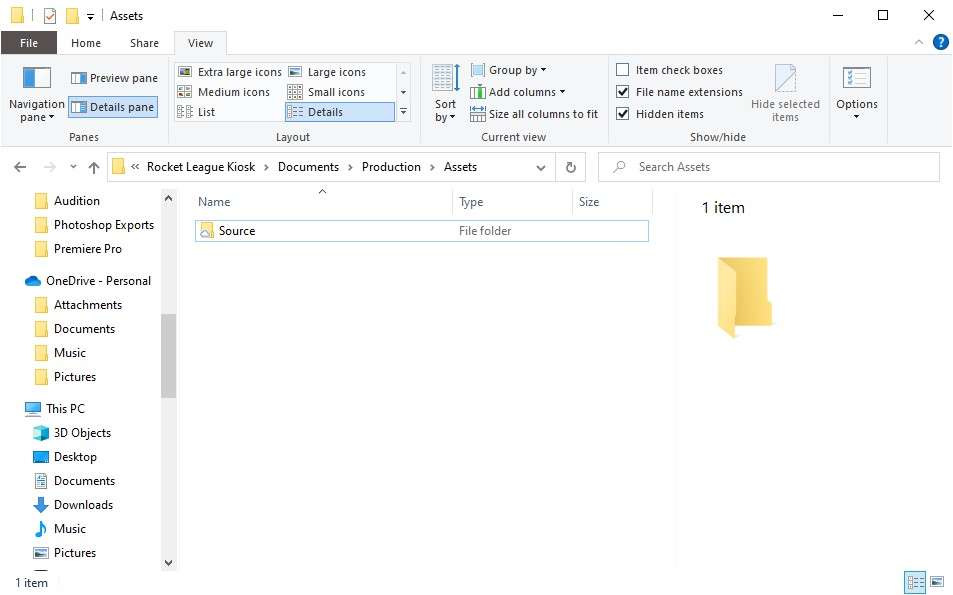 Assets
File Home Share View
Navigation pane
Preview pane
Details pane
Panes
Extra large icons Large icons
Medium icons Small icons
List Details
Layout
Sort by
Group by
Add columns
Size all columns to fit
Current view
Item check boxes
File name extensions
Hidden items
Hide selected items
Show/hide
Options
« Rocket League Kiosk > Documents > Production > Assets
Search Assets
Audition
Photoshop Exports
Premiere Pro
OneDrive - Personal
Attachments
Documents
Music
Pictures
This PC
3D Objects
Desktop
Documents
Downloads
Music
Pictures
Name Type Size
Source File folder
1 item
1 item